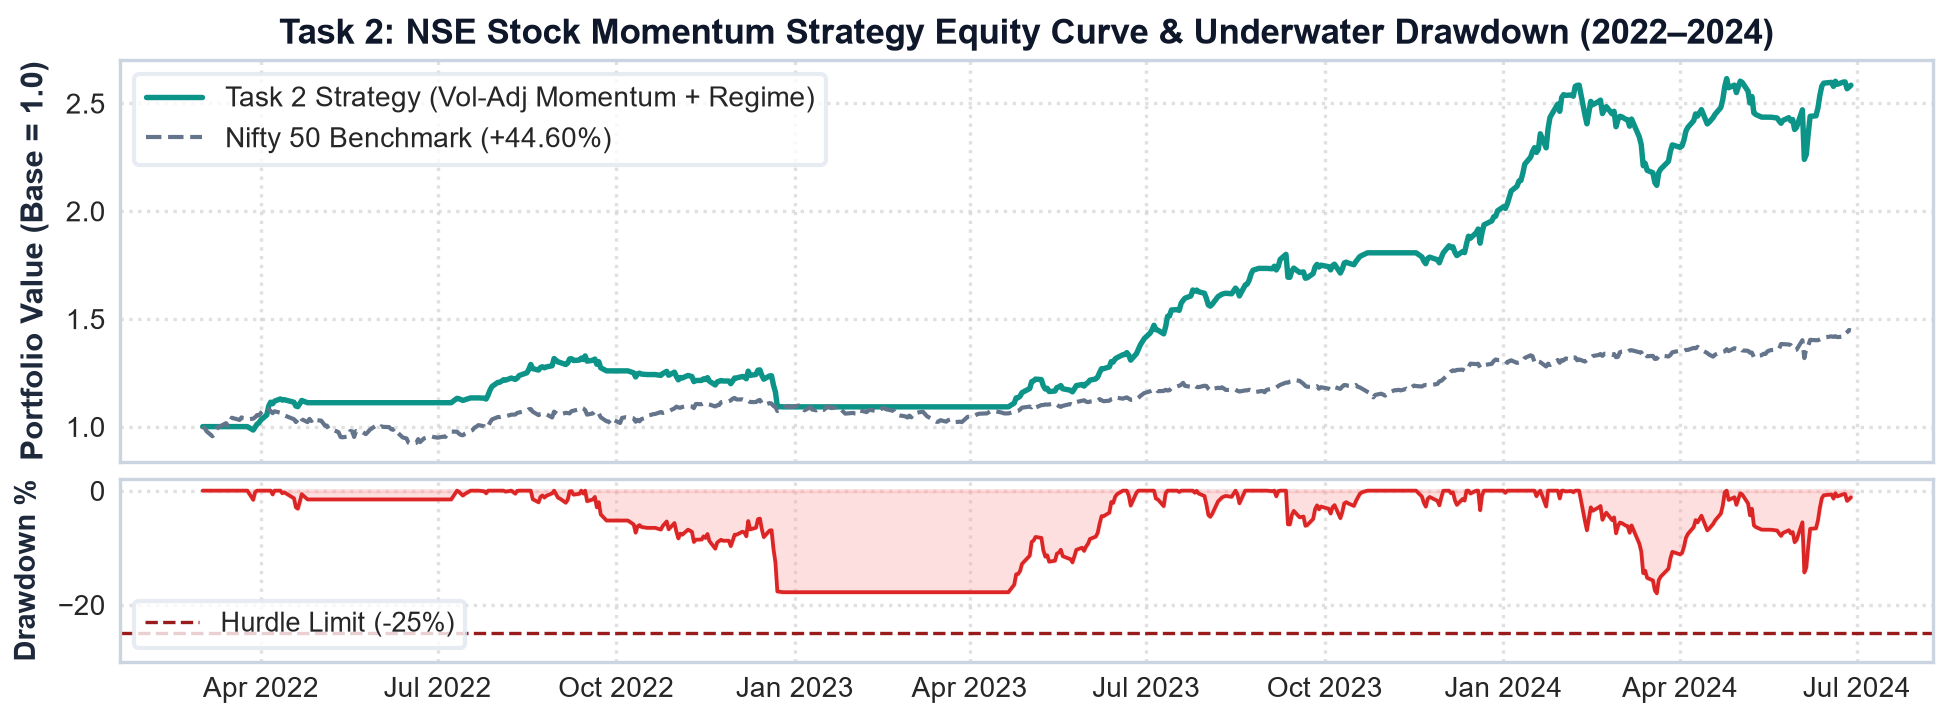 Task 2: NSE Stock Momentum Strategy Equity Curve & Underwater Drawdown (2022–2024)
Portfolio Value (Base = 1.0)
2.5
2.0
1.5
1.0
Task 2 Strategy (Vol-Adj Momentum + Regime)
Nifty 50 Benchmark (+44.60%)
Drawdown %
0
−20
Hurdle Limit (-25%)
Apr 2022
Jul 2022
Oct 2022
Jan 2023
Apr 2023
Jul 2023
Oct 2023
Jan 2024
Apr 2024
Jul 2024